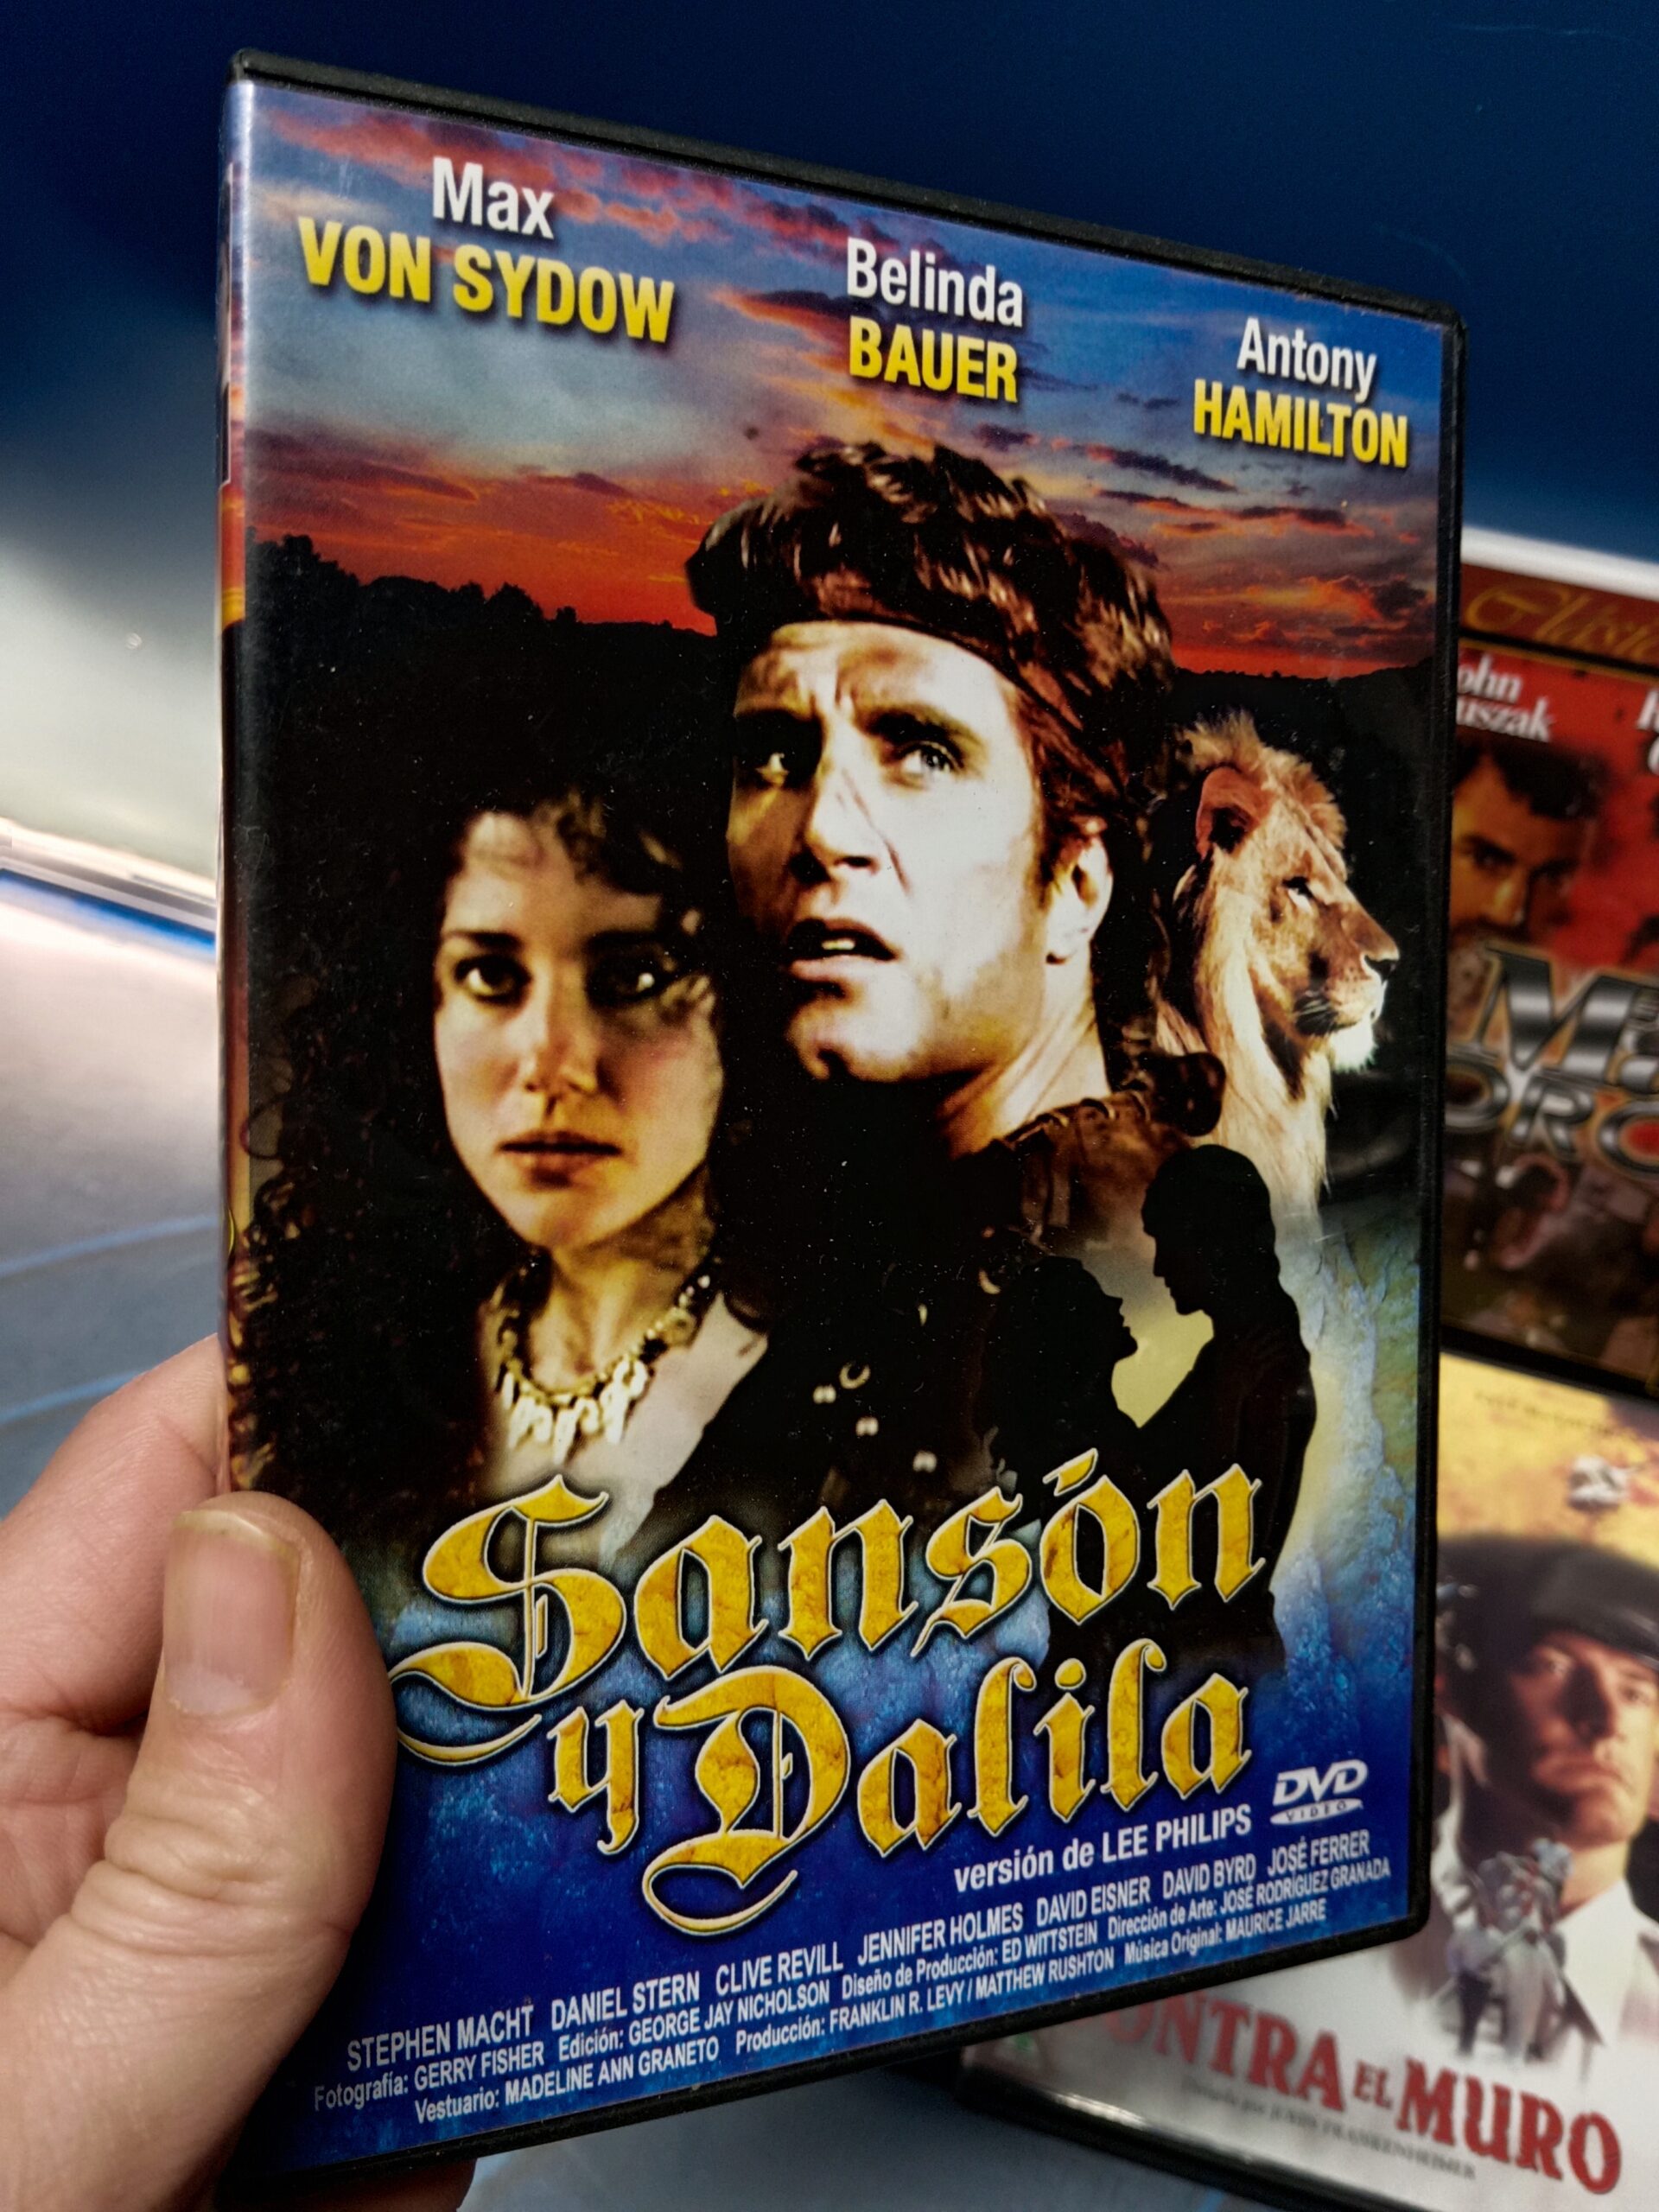 Max
VON SYDOW
Belinda
BAUER
Antony
HAMILTON
Sansón
y Dalila
versión de LEE PHILIPS
DVD
VIDEO
STEPHEN MACHT DANIEL STERN CLIVE REVILL JENNIFER HOLMES DAVID EISNER DAVID BYRD JOSÉ FERRER
Fotografía: GERRY FISHER Edición: GEORGE JAY NICHOLSON Diseño de Producción: ED WITTSTEIN Dirección de Arte: JOSÉ RODRÍGUEZ GRANADA
Vestuario: MADELINE ANN GRANETO Producción: FRANKLIN R. LEVY / MATTHEW RUSHTON Música Original: MAURICE JARRE
ohn
uszak
ONTRA EL MURO